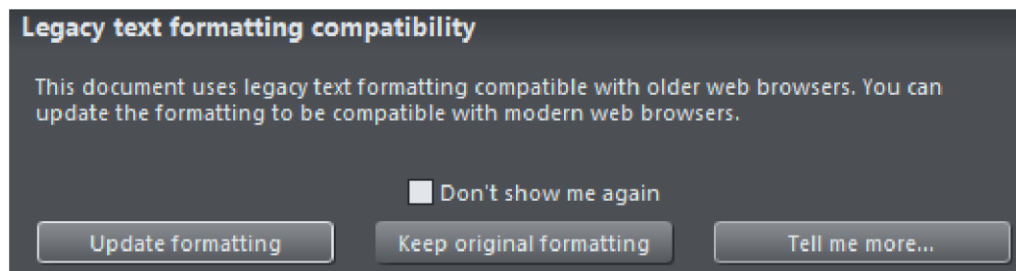 Legacy text formatting compatibility
This document uses legacy text formatting compatible with older web browsers. You can
update the formatting to be compatible with modern web browsers.
Don't show me again
Update formatting
Keep original formatting
Tell me more...